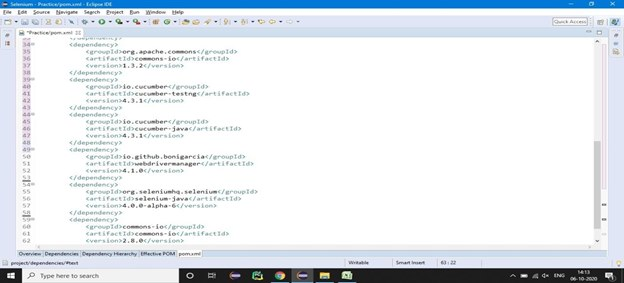 Selenium - Practice/pom.xml - Eclipse IDE
File Edit Source Navigate Search Project Run Window Help
Quick Access
*Practice/pom.xml
33 </dependency>
34 <dependency>
35 <groupId>org.apache.commons</groupId>
36 <artifactId>commons-io</artifactId>
37 <version>1.3.2</version>
38 </dependency>
39 <dependency>
40 <groupId>io.cucumber</groupId>
41 <artifactId>cucumber-testng</artifactId>
42 <version>4.3.1</version>
43 </dependency>
44 <dependency>
45 <groupId>io.cucumber</groupId>
46 <artifactId>cucumber-java</artifactId>
47 <version>4.3.1</version>
48 </dependency>
49 <dependency>
50 <groupId>io.github.bonigarcia</groupId>
51 <artifactId>webdrivermanager</artifactId>
52 <version>4.1.0</version>
53 </dependency>
54 <dependency>
55 <groupId>org.seleniumhq.selenium</groupId>
56 <artifactId>selenium-java</artifactId>
57 <version>4.0.0-alpha-6</version>
58 </dependency>
59 <dependency>
60 <groupId>commons-io</groupId>
61 <artifactId>commons-io</artifactId>
62 <version>2.8.0</version>
Overview Dependencies Dependency Hierarchy Effective POM pom.xml
project/dependencies/#text Writable Smart Insert 63 : 22
Type here to search
ENG
14:13
06-10-2020